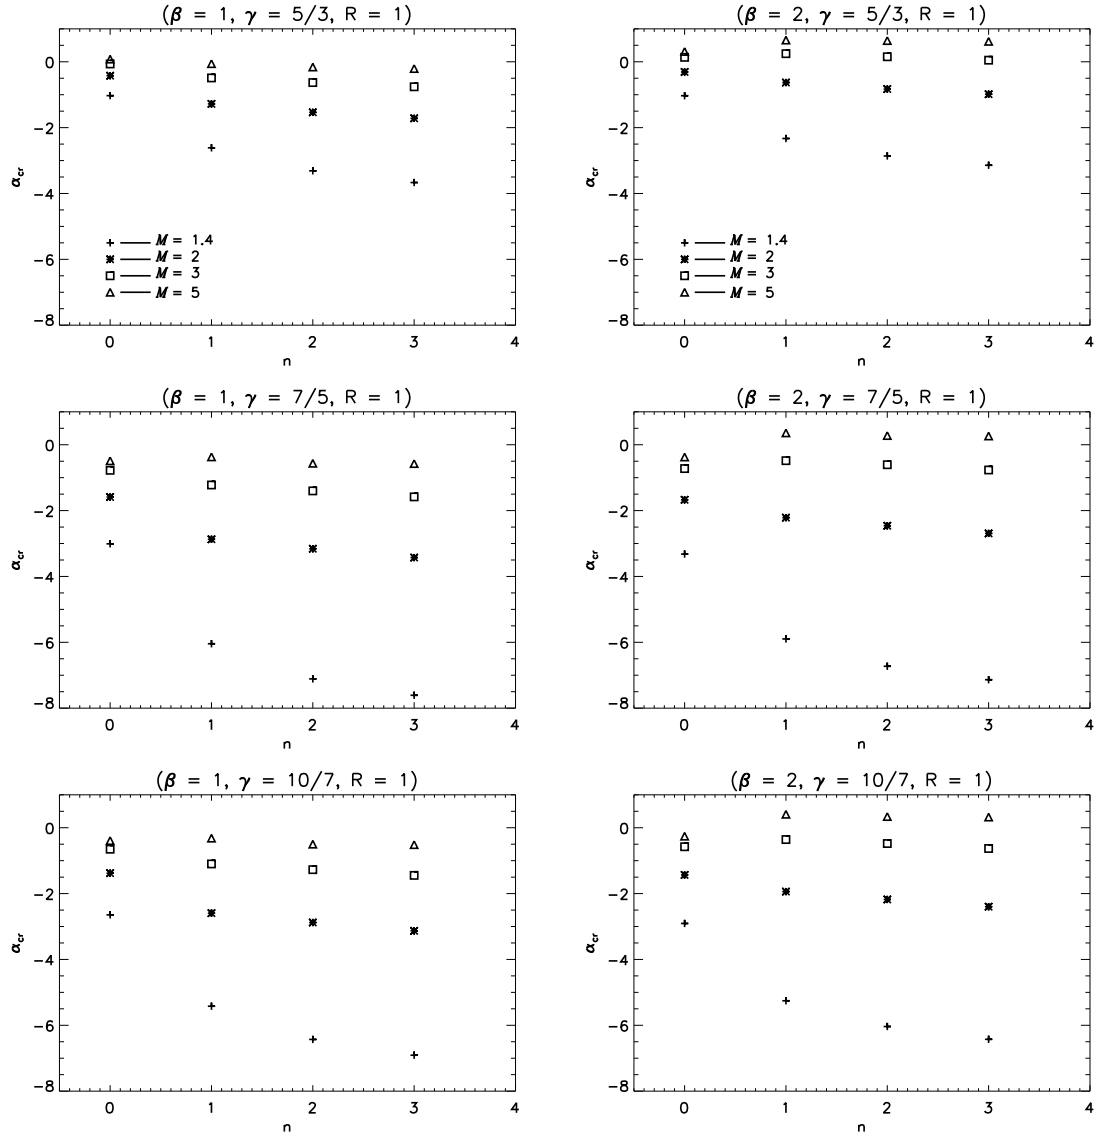 (β = 1, γ = 5/3, R = 1)
0
−2
−4
−6
−8
α_cr
M = 1.4
M = 2
M = 3
M = 5
0 1 2 3 4
n
(β = 2, γ = 5/3, R = 1)
0
−2
−4
−6
−8
α_cr
M = 1.4
M = 2
M = 3
M = 5
0 1 2 3 4
n
(β = 1, γ = 7/5, R = 1)
0
−2
−4
−6
−8
α_cr
0 1 2 3 4
n
(β = 2, γ = 7/5, R = 1)
0
−2
−4
−6
−8
α_cr
0 1 2 3 4
n
(β = 1, γ = 10/7, R = 1)
0
−2
−4
−6
−8
α_cr
0 1 2 3 4
n
(β = 2, γ = 10/7, R = 1)
0
−2
−4
−6
−8
α_cr
0 1 2 3 4
n